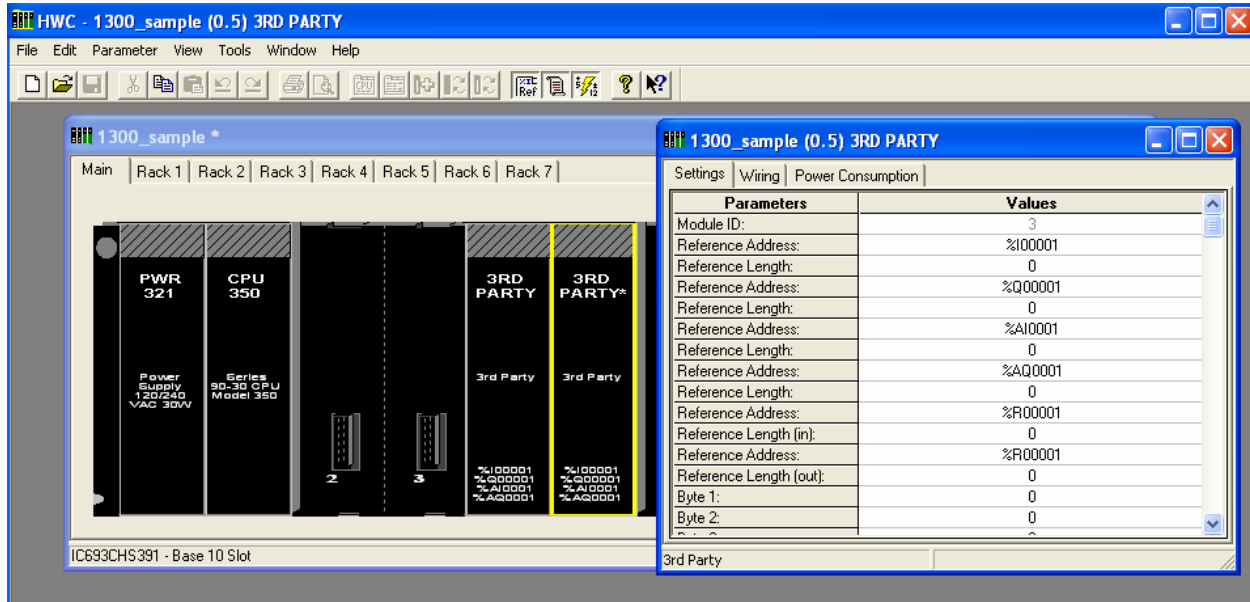 HWC - 1300_sample (0.5) 3RD PARTY
File Edit Parameter View Tools Window Help
1300_sample *
Main Rack 1 Rack 2 Rack 3 Rack 4 Rack 5 Rack 6 Rack 7
PWR
321
Power
Supply
120/240
VAC 30W
CPU
350
Series
90-30 CPU
Model 350
2
3
3RD
PARTY
3rd Party
%I00001
%Q00001
%AI0001
%AQ0001
3RD
PARTY*
3rd Party
%I00001
%Q00001
%AI0001
%AQ0001
IC693CHS391 - Base 10 Slot
1300_sample (0.5) 3RD PARTY
Settings Wiring Power Consumption
Parameters Values
Module ID: 3
Reference Address: %I00001
Reference Length: 0
Reference Address: %Q00001
Reference Length: 0
Reference Address: %AI0001
Reference Length: 0
Reference Address: %AQ0001
Reference Length: 0
Reference Address: %R00001
Reference Length (in): 0
Reference Address: %R00001
Reference Length (out): 0
Byte 1: 0
Byte 2: 0
3rd Party